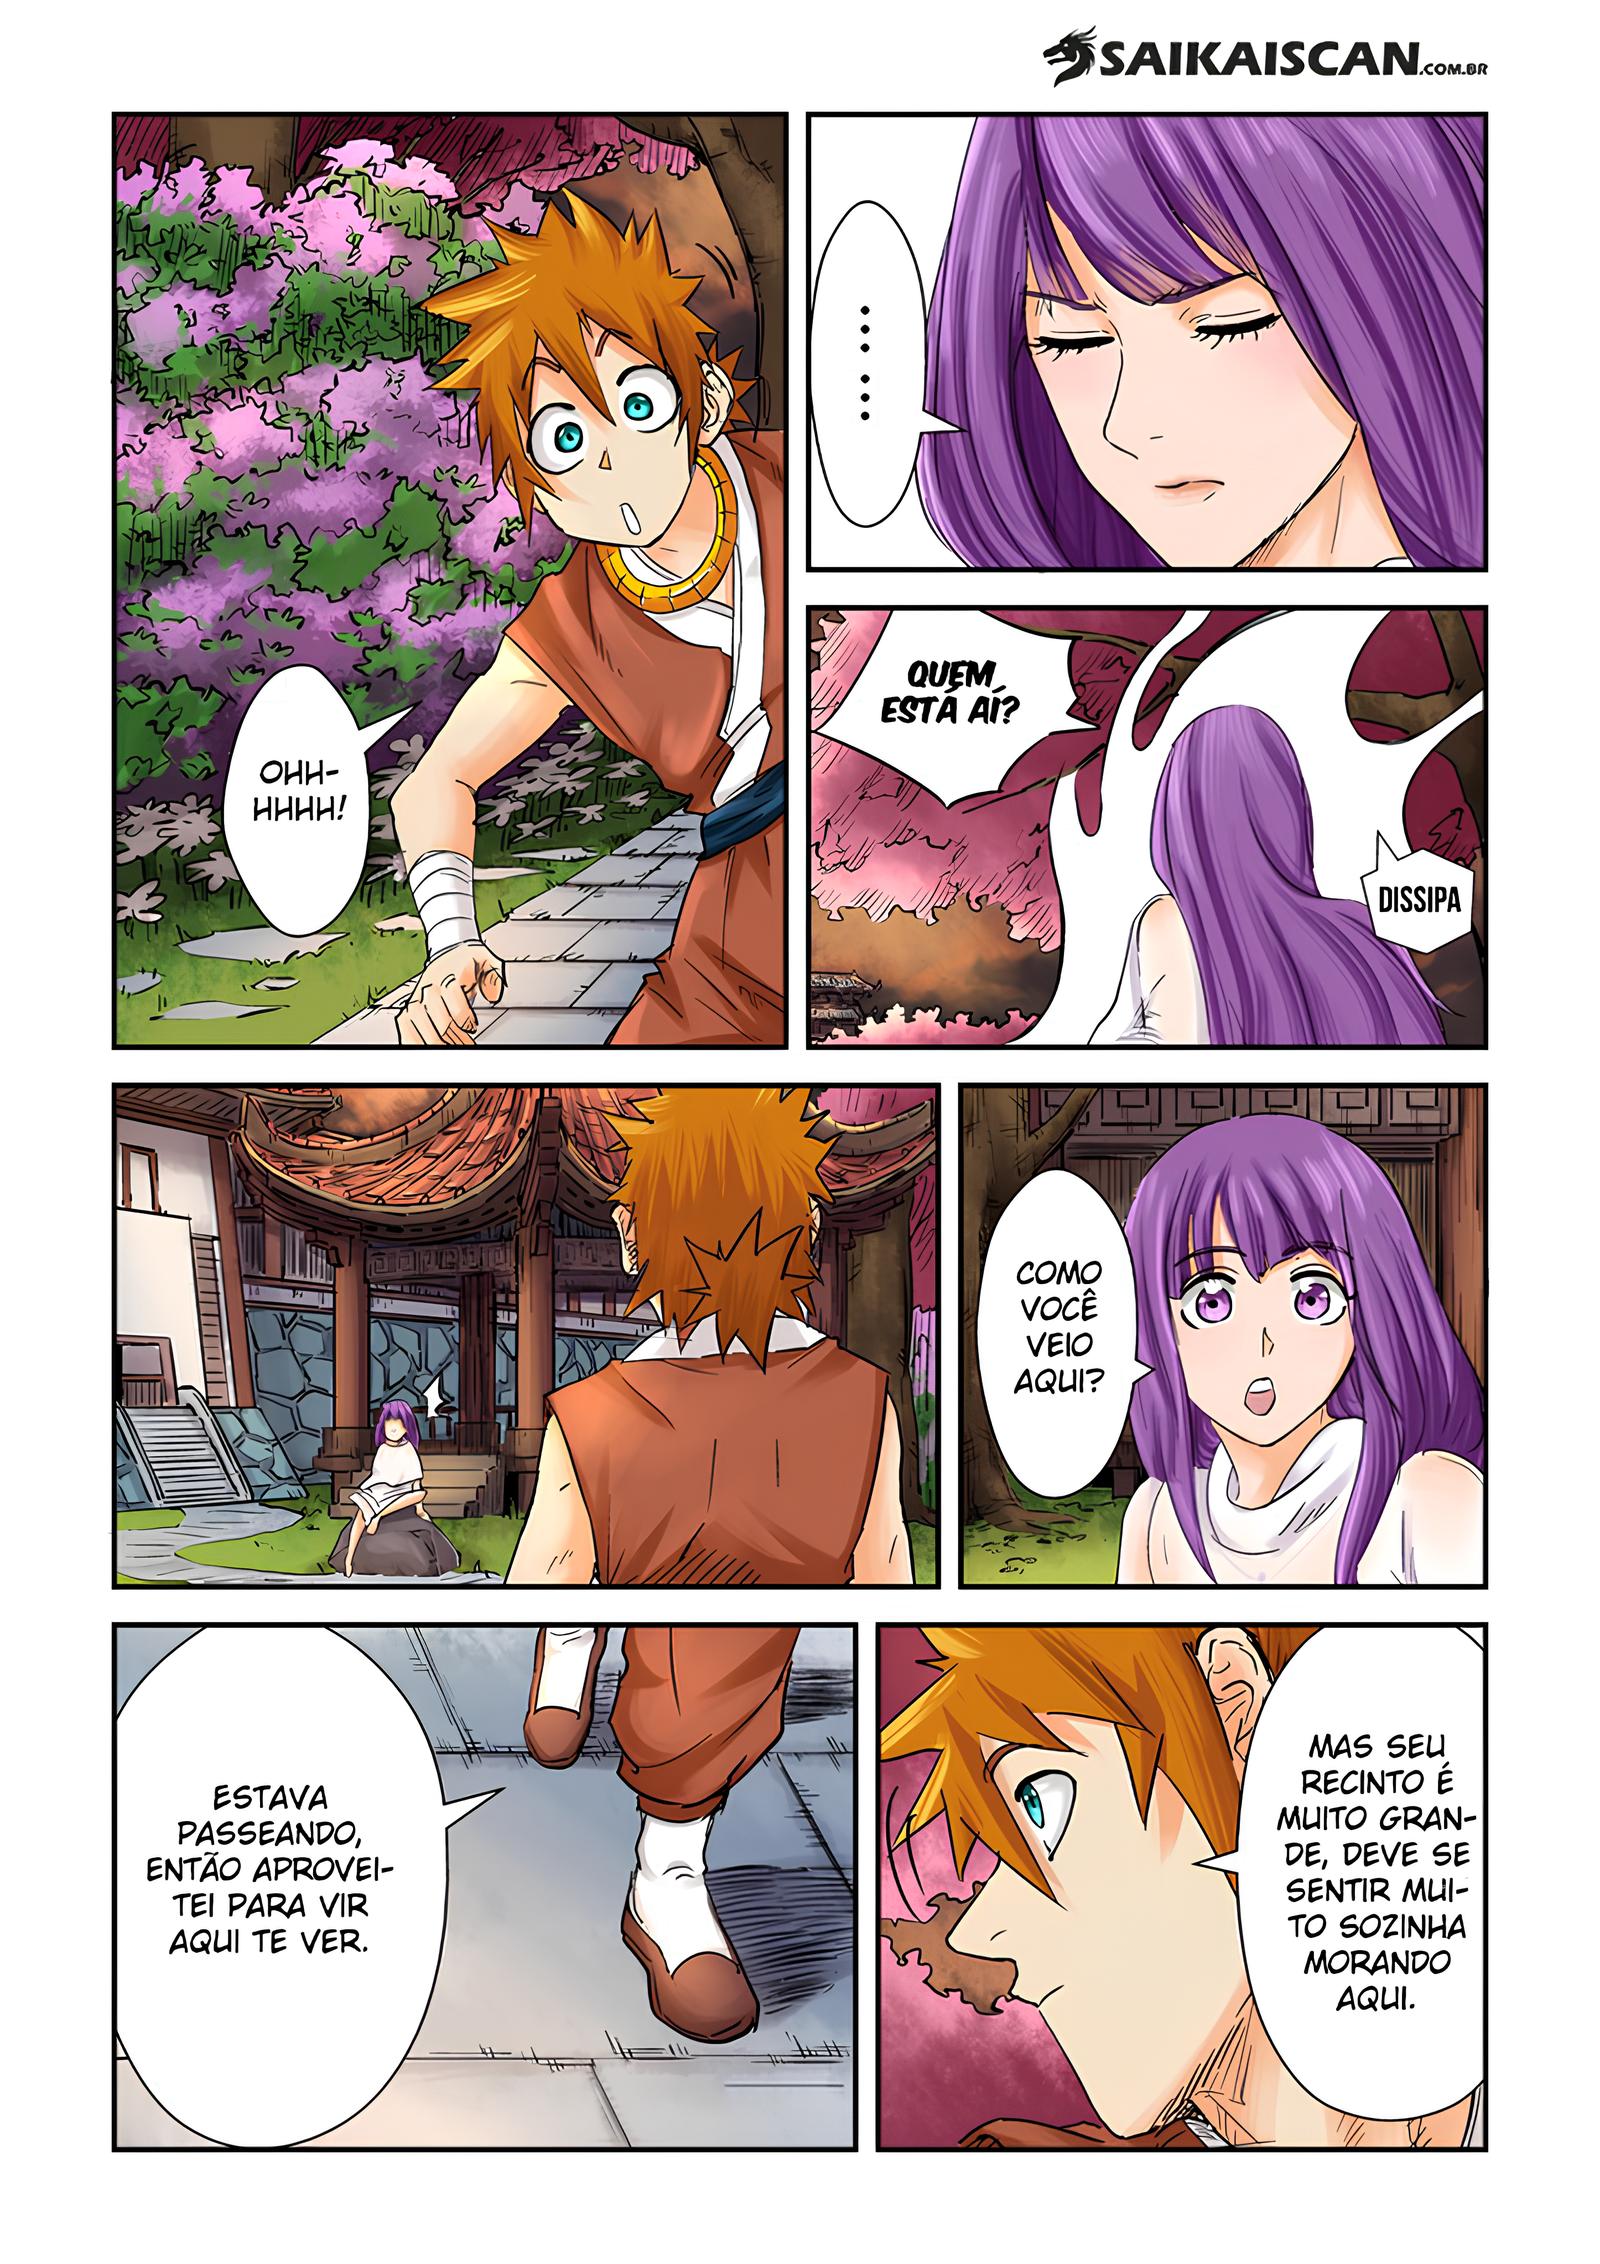 SAIKAISCAN.COM.BR
OHH-
HHHH!
......
QUEM
ESTÁ AÍ?
DISSIPA
COMO
VOCÊ
VEIO
AQUI?
ESTAVA
PASSEANDO,
ENTÃO APROVEI-
TEI PARA VIR
AQUI TE VER.
MAS SEU
RECINTO É
MUITO GRAN-
DE, DEVE SE
SENTIR MUI-
TO SOZINHA
MORANDO
AQUI.